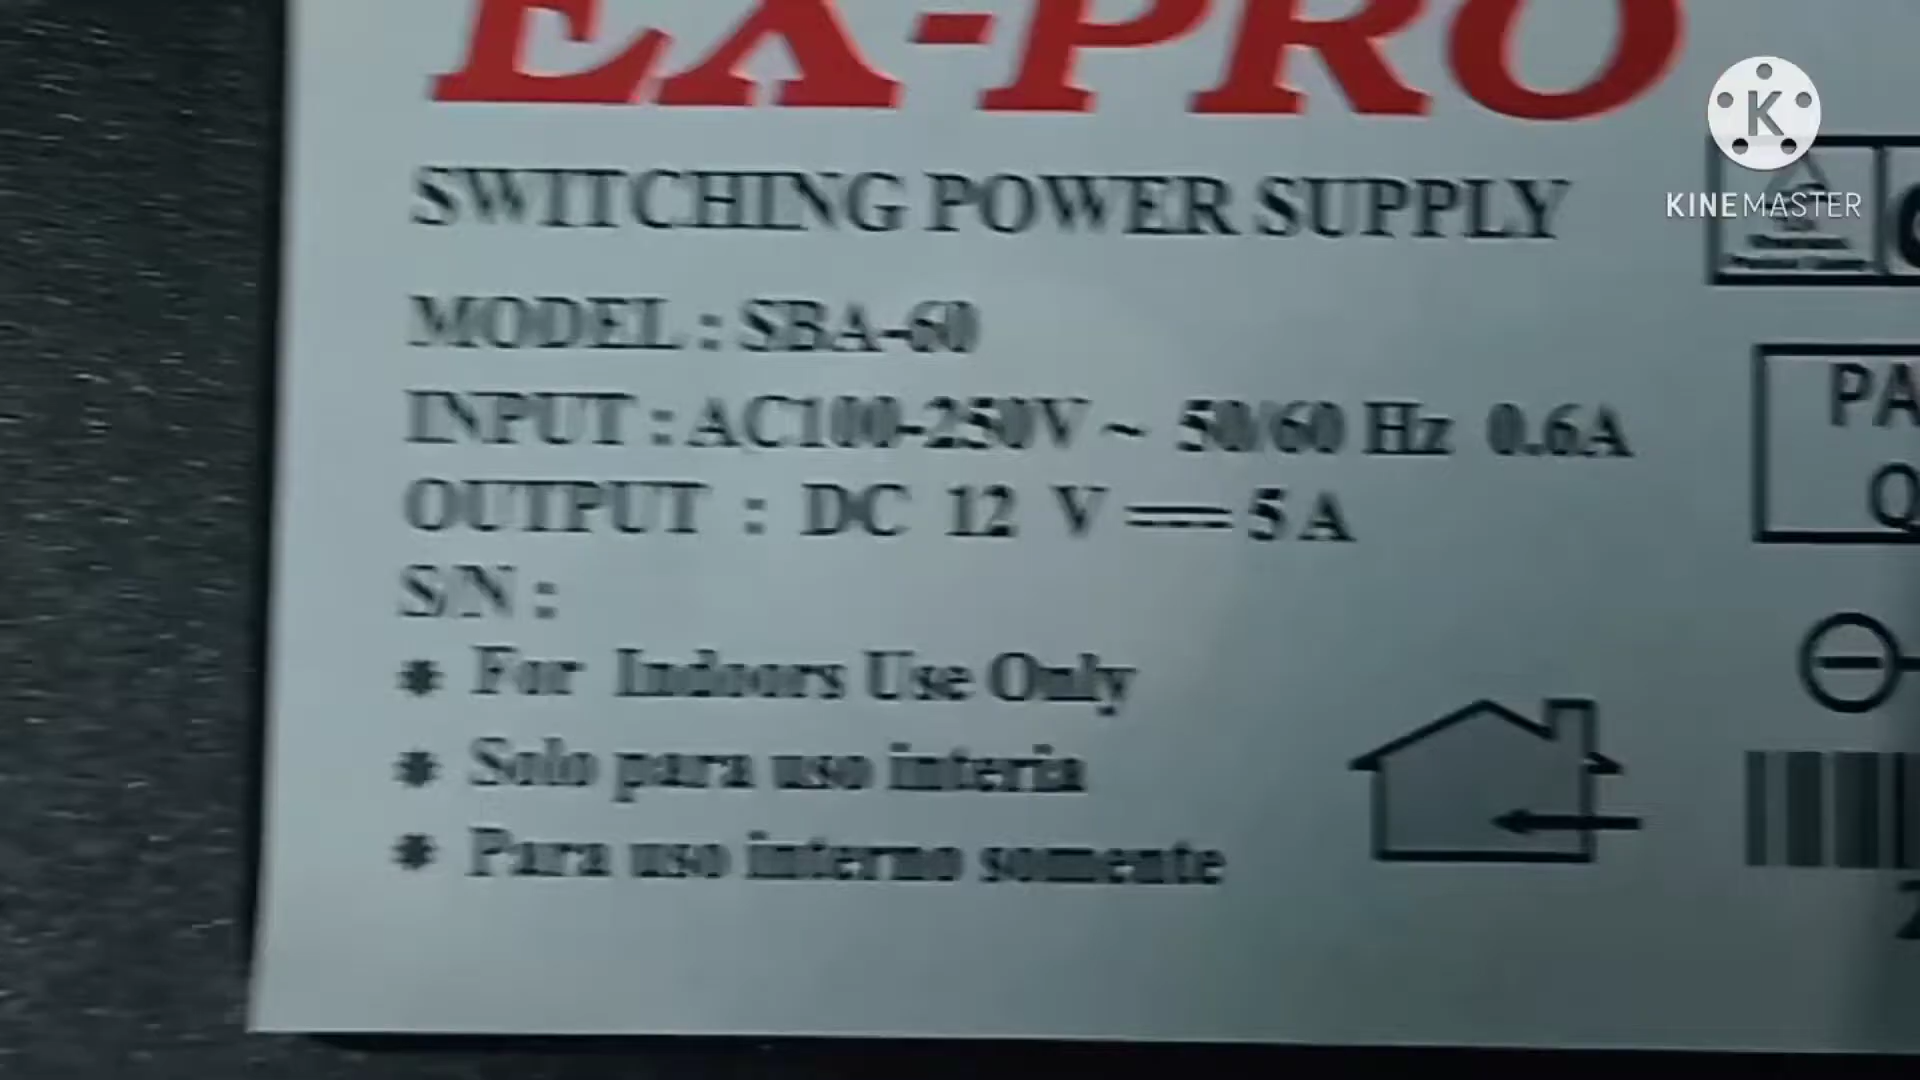 EX-PRO
SWITCHING POWER SUPPLY
MODEL : SBA-60
INPUT : AC100-250V ~ 50/60 Hz 0.6A
OUTPUT : DC 12 V ⎓ 5 A
S/N :
* For Indoors Use Only
* Solo para uso interia
* Para uso interno somente
K
KINEMASTER
PA
Q